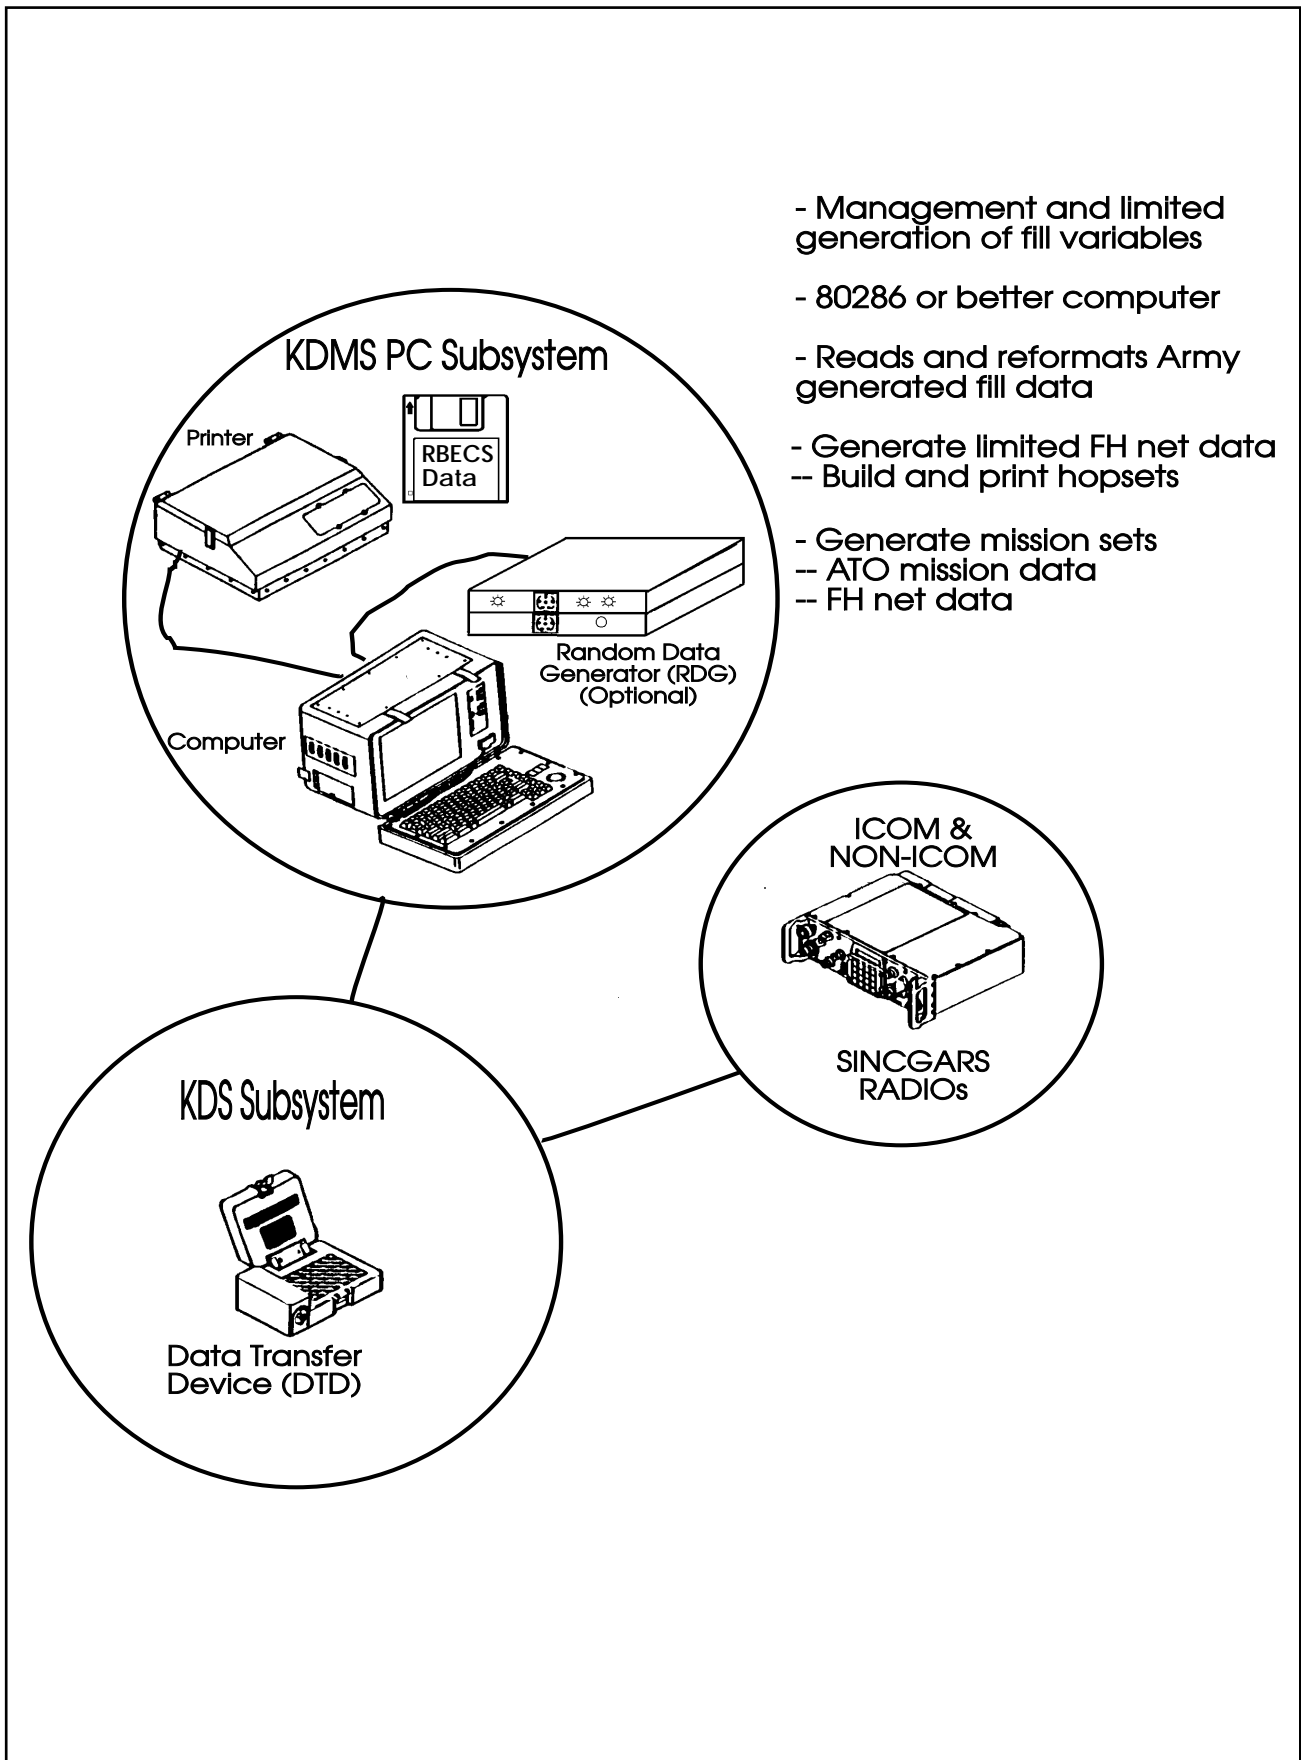 - Management and limited
generation of fill variables
- 80286 or better computer
- Reads and reformats Army
generated fill data
- Generate limited FH net data
-- Build and print hopsets
- Generate mission sets
-- ATO mission data
-- FH net data
KDMS PC Subsystem
Printer
RBECS
Data
Random Data
Generator (RDG)
(Optional)
Computer
ICOM &
NON-ICOM
SINCGARS
RADIOs
KDS Subsystem
Data Transfer
Device (DTD)